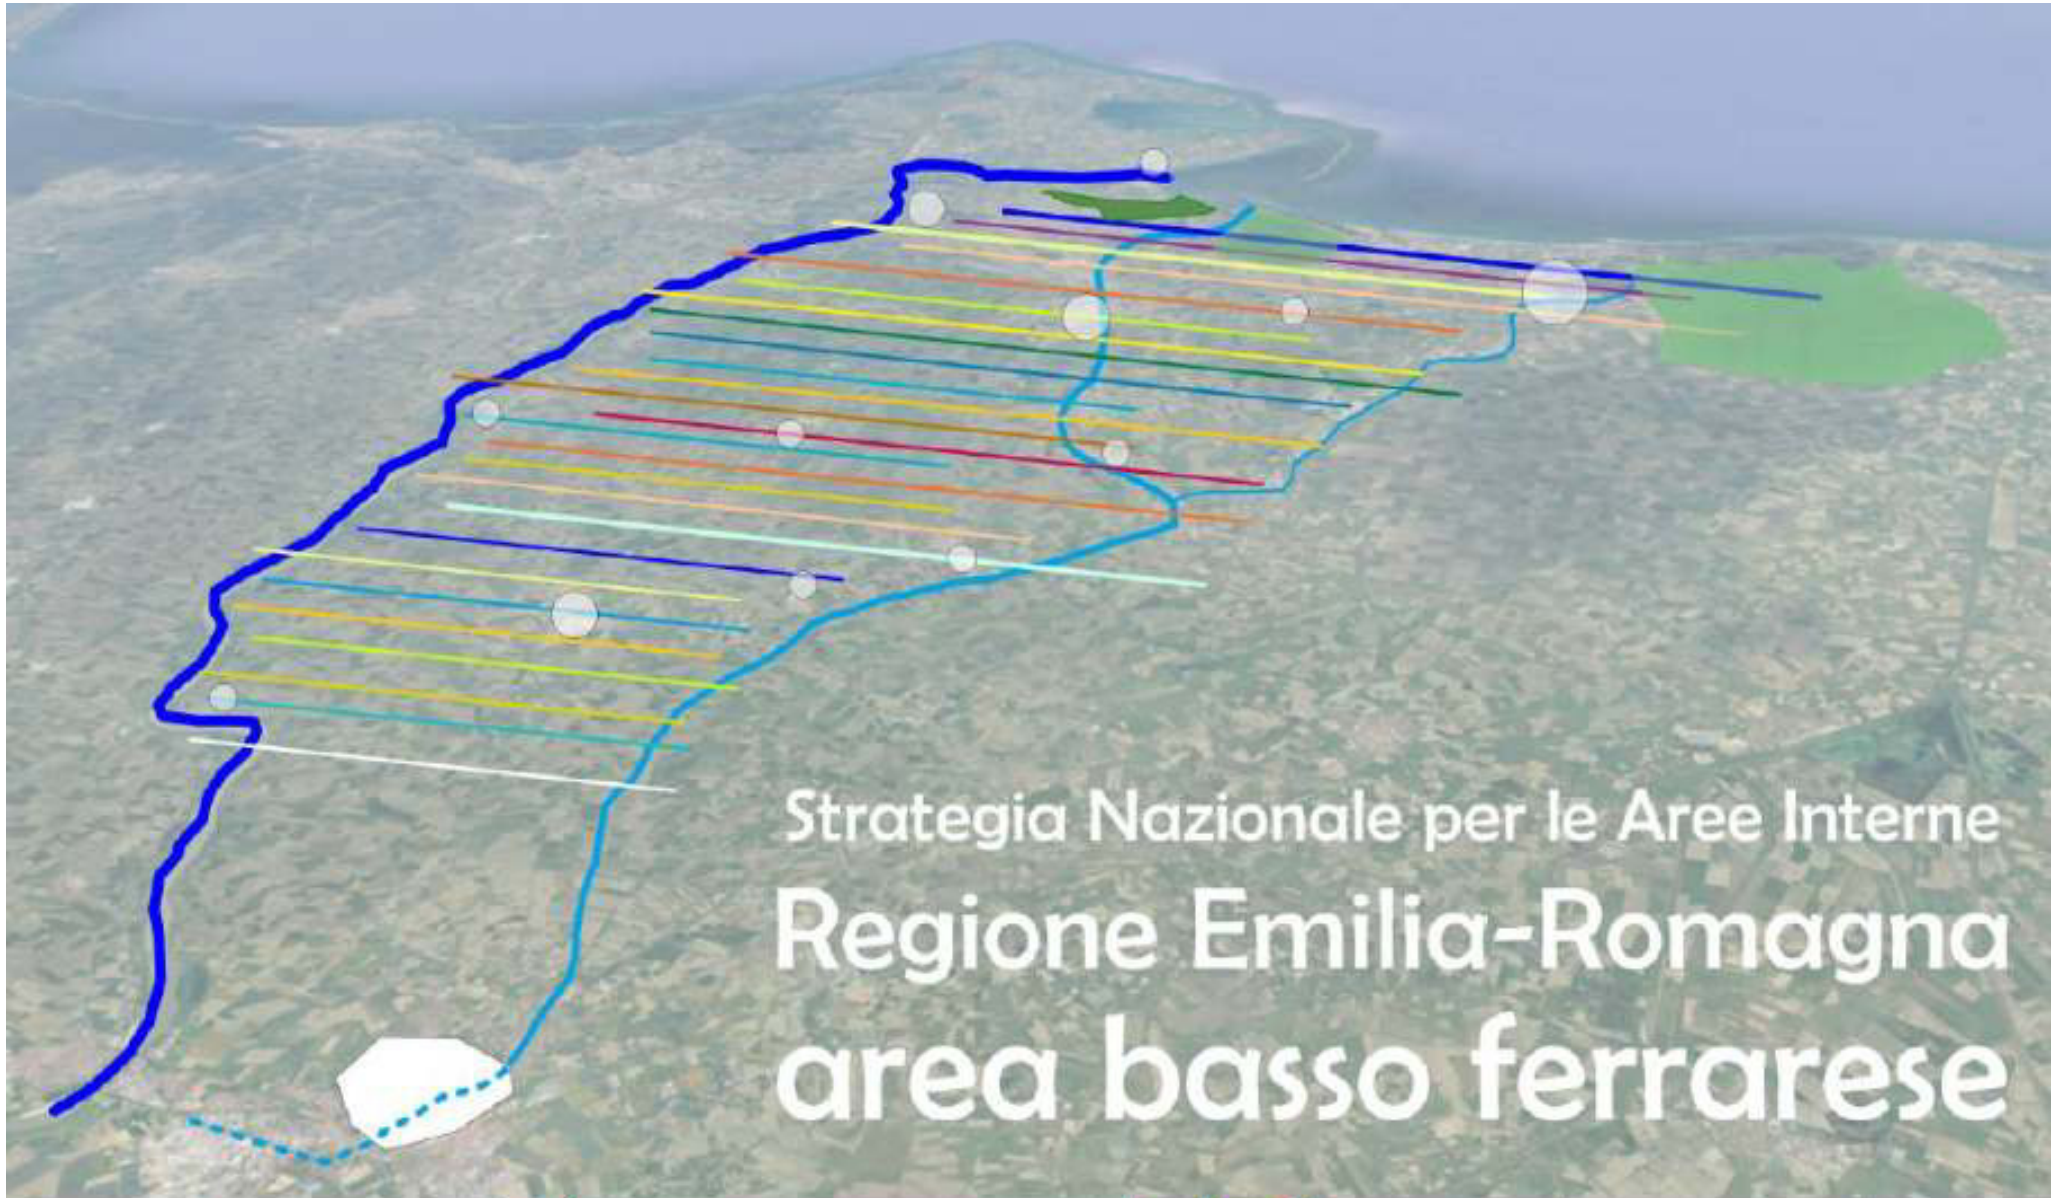 Strategia Nazionale per le Aree Interne
Regione Emilia-Romagna
area basso ferrarese